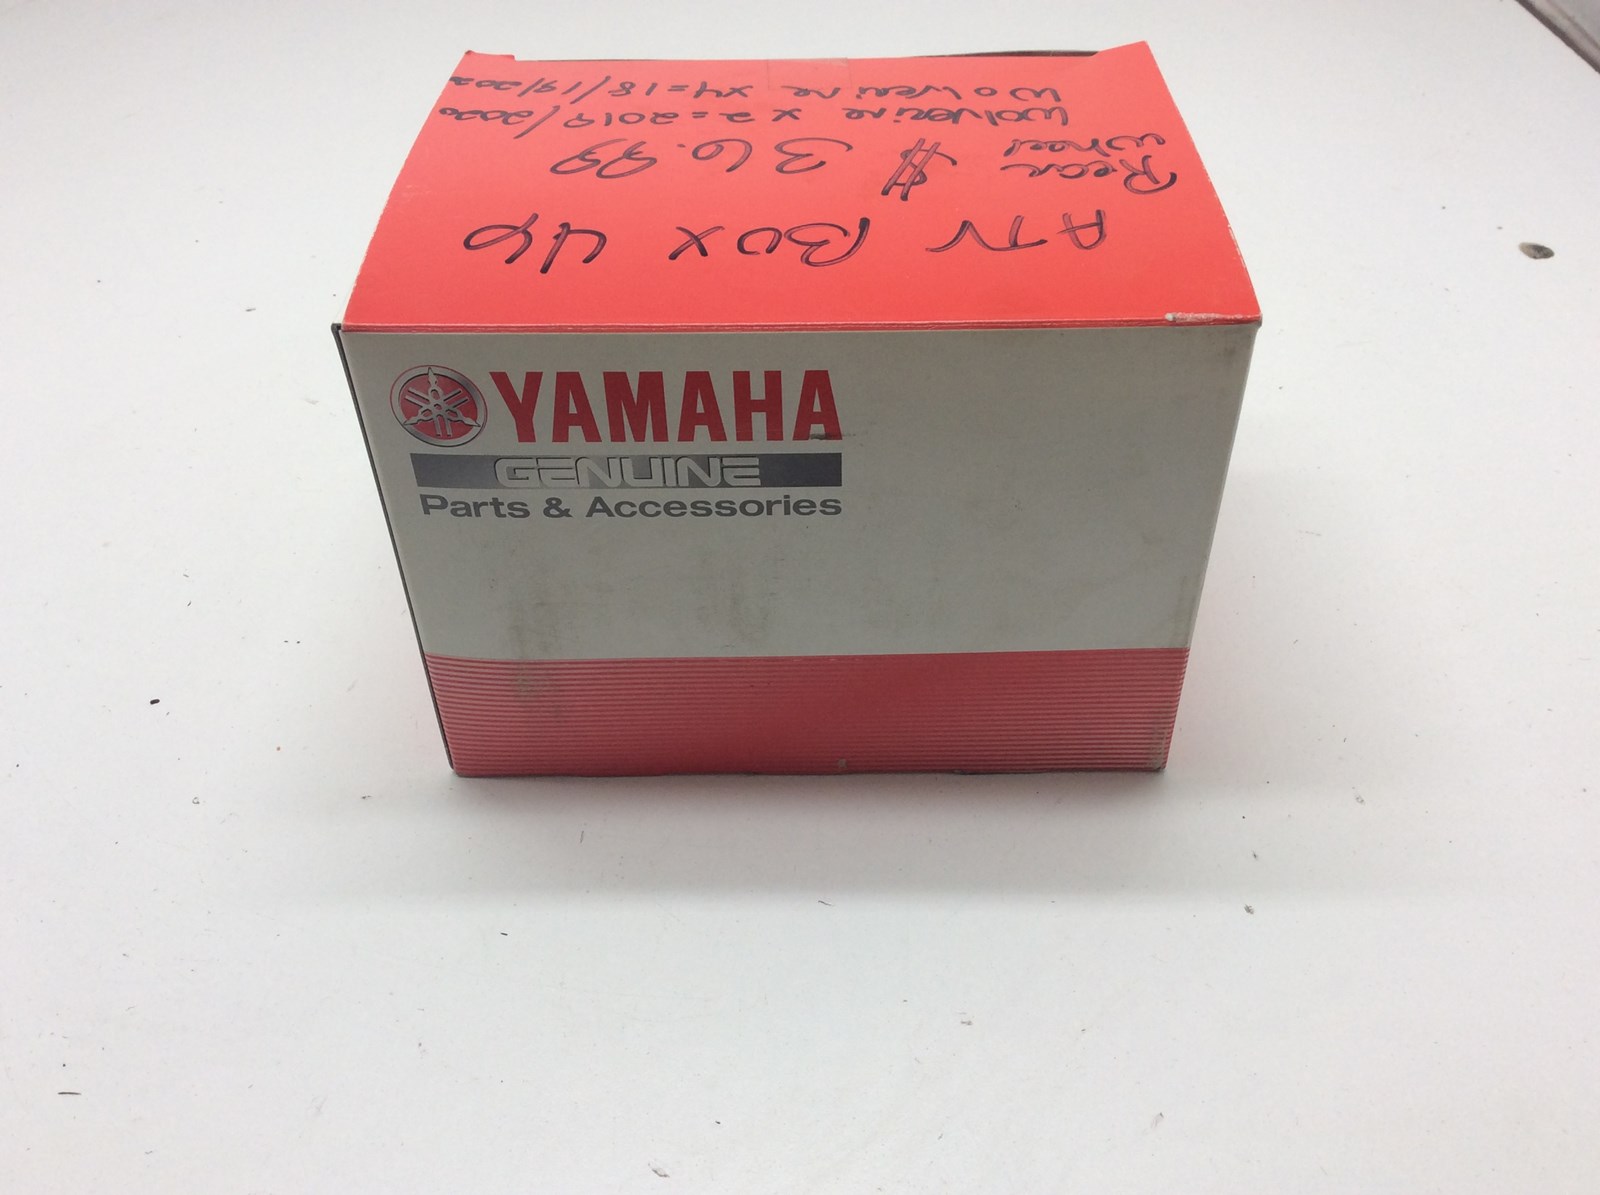 ATV BOX 46
Rear Wheel $ 36.99
Wolverine x2=2019/2020
Wolverine x4=18/19/202
YAMAHA
GENUINE
Parts & Accessories